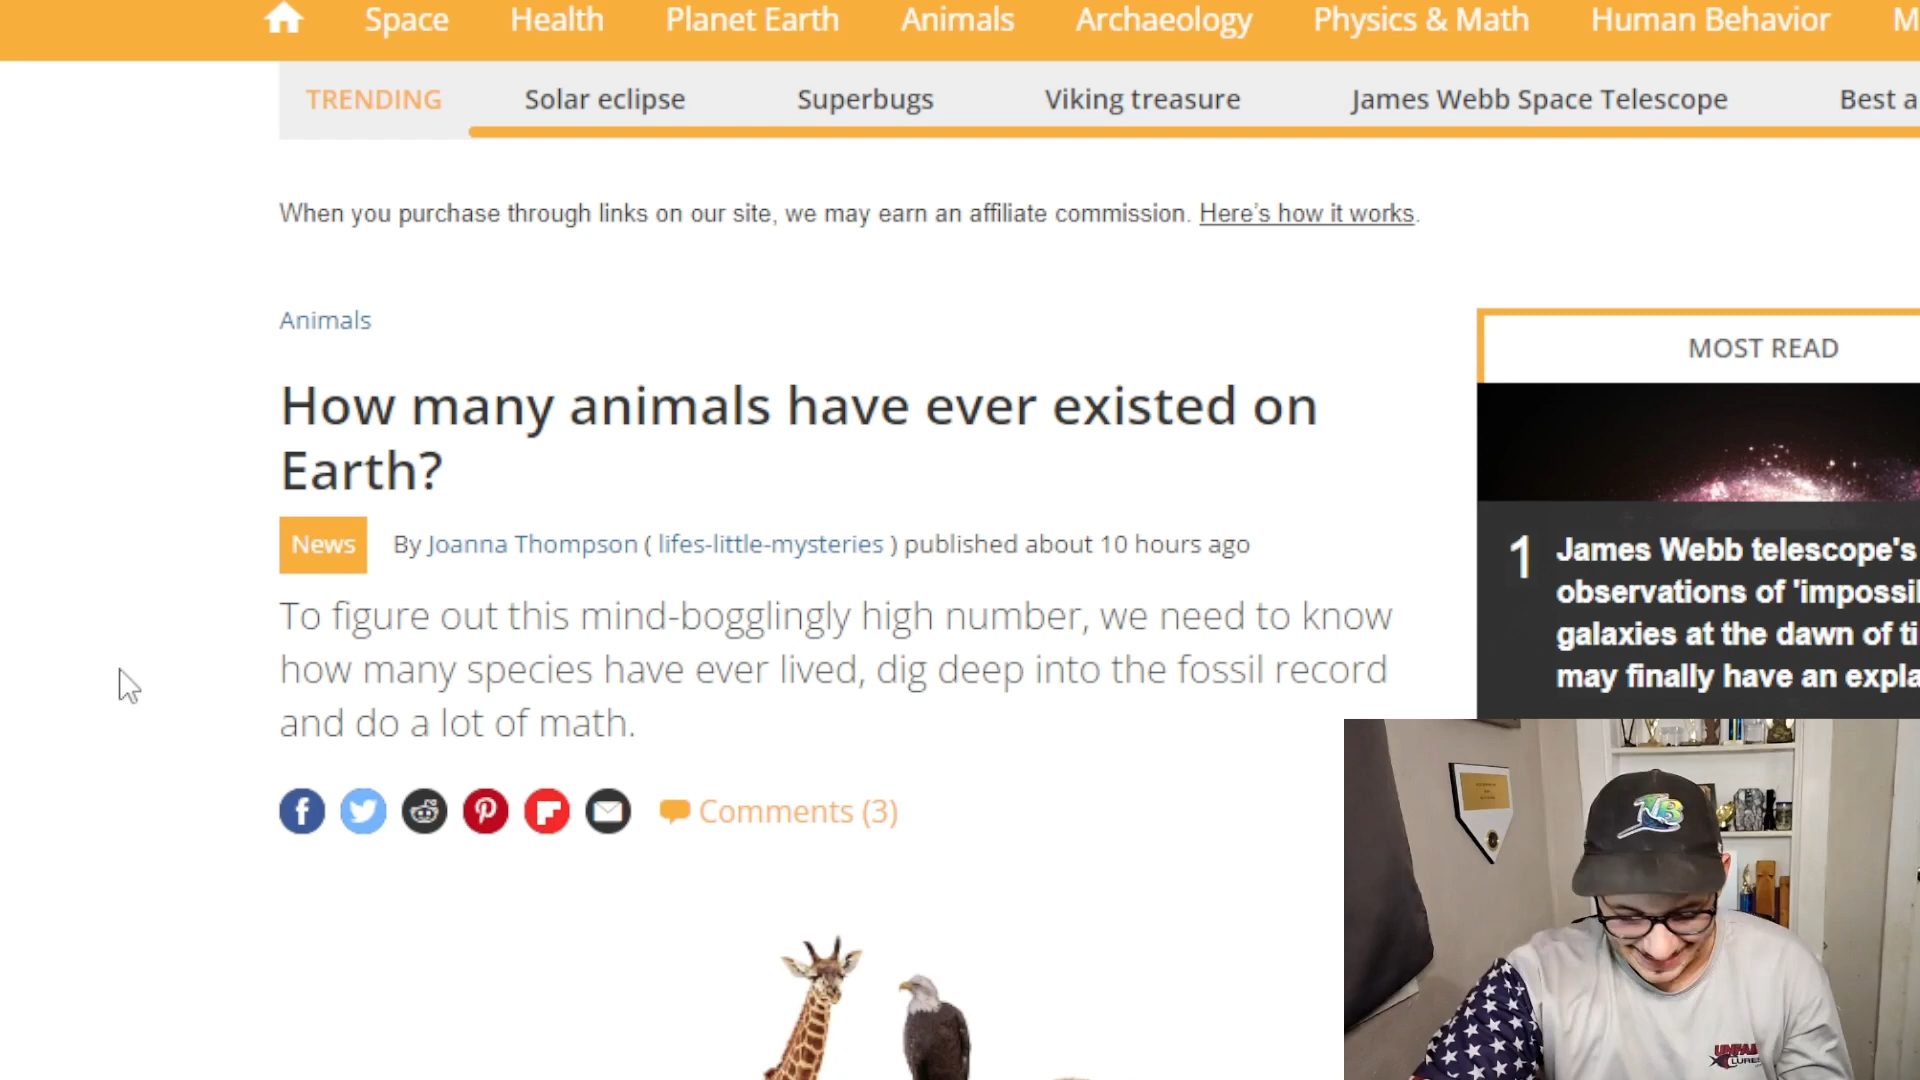 Space Health Planet Earth Animals Archaeology Physics & Math Human Behavior M
TRENDING Solar eclipse Superbugs Viking treasure James Webb Space Telescope Best a
When you purchase through links on our site, we may earn an affiliate commission. Here's how it works.
Animals
How many animals have ever existed on
Earth?
News By Joanna Thompson ( lifes-little-mysteries ) published about 10 hours ago
To figure out this mind-bogglingly high number, we need to know
how many species have ever lived, dig deep into the fossil record
and do a lot of math.
Comments (3)
MOST READ
1 James Webb telescope's
observations of 'impossil
galaxies at the dawn of ti
may finally have an expla
TB
UNFAI
LURES